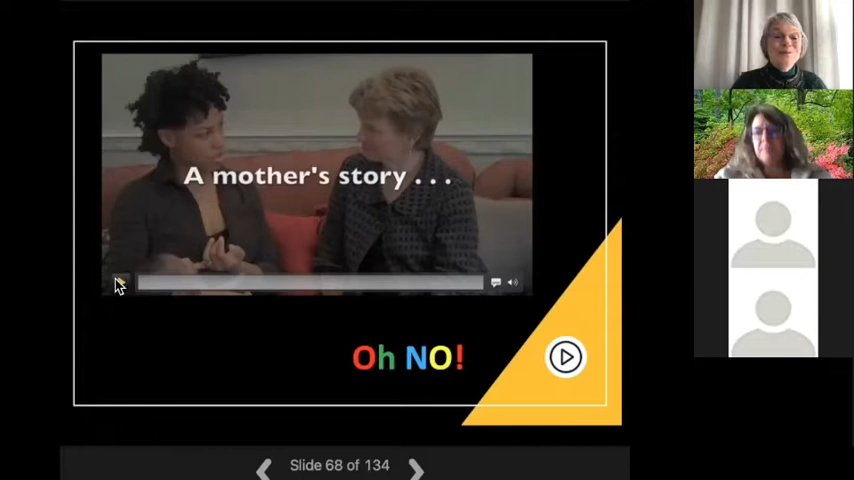 A mother's story . . .
Oh NO!
Slide 68 of 134